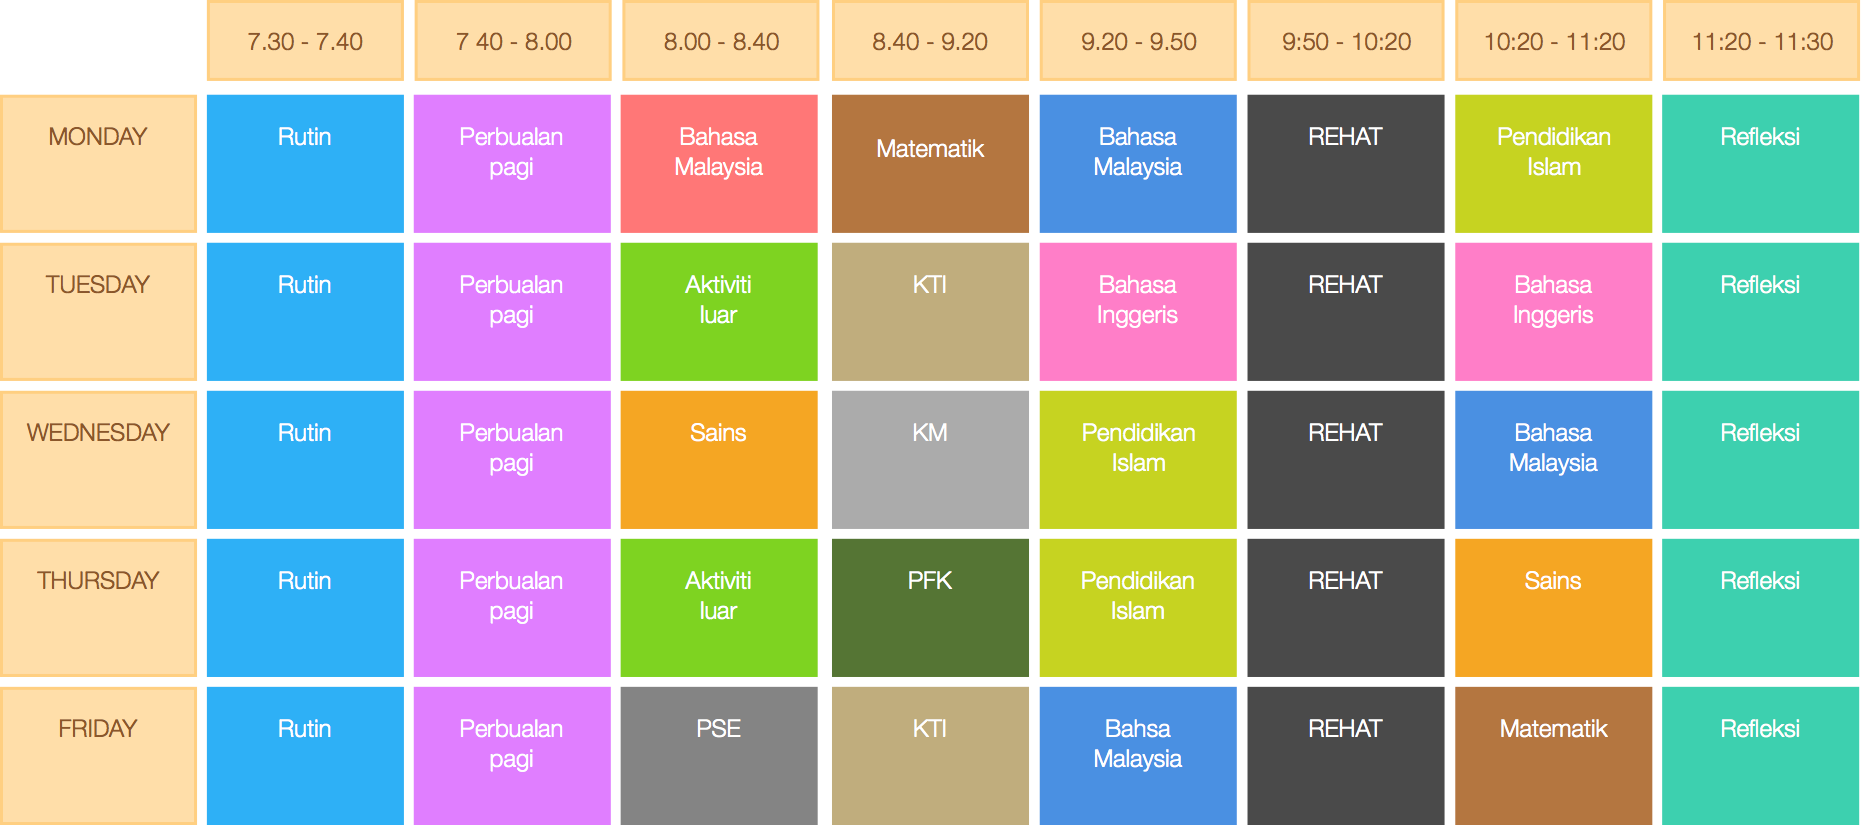 7.30 - 7.40 7 40 - 8.00 8.00 - 8.40 8.40 - 9.20 9.20 - 9.50 9:50 - 10:20 10:20 - 11:20 11:20 - 11:30
MONDAY
Rutin
Perbualan
pagi
Bahasa
Malaysia
Matematik
Bahasa
Malaysia
REHAT
Pendidikan
Islam
Refleksi
TUESDAY
Rutin
Perbualan
pagi
Aktiviti
luar
KTI
Bahasa
Inggeris
REHAT
Bahasa
Inggeris
Refleksi
WEDNESDAY
Rutin
Perbualan
pagi
Sains
KM
Pendidikan
Islam
REHAT
Bahasa
Malaysia
Refleksi
THURSDAY
Rutin
Perbualan
pagi
Aktiviti
luar
PFK
Pendidikan
Islam
REHAT
Sains
Refleksi
FRIDAY
Rutin
Perbualan
pagi
PSE
KTI
Bahsa
Malaysia
REHAT
Matematik
Refleksi